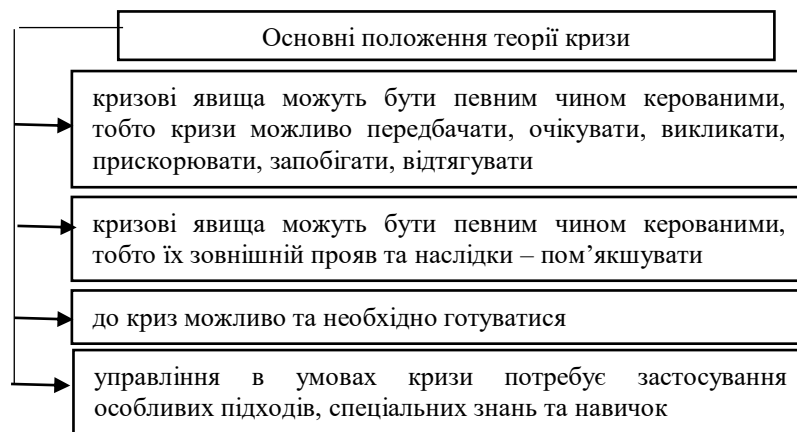 Основні положення теорії кризи
кризові явища можуть бути певним чином керованими,
тобто кризи можливо передбачати, очікувати, викликати,
прискорювати, запобігати, відтягувати
кризові явища можуть бути певним чином керованими,
тобто їх зовнішній прояв та наслідки – пом’якшувати
до криз можливо та необхідно готуватися
управління в умовах кризи потребує застосування
особливих підходів, спеціальних знань та навичок